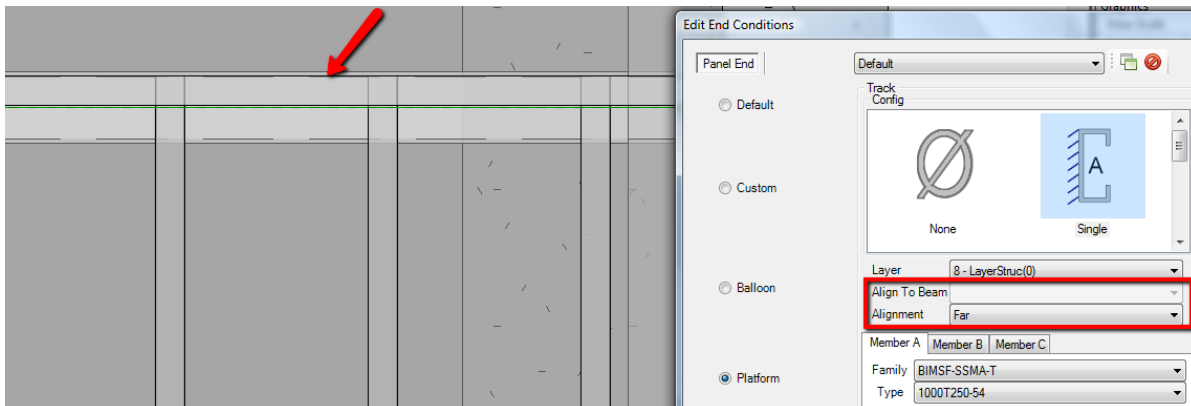 Graphics
Edit End Conditions
Panel End
Default
Track
Config
Default
A
None
Single
Custom
Layer
8 - LayerStruc(0)
Balloon
Align To Beam
Alignment
Far
Member A
Member B
Member C
Family
BIMSF-SSMA-T
Platform
Type
1000T250-54